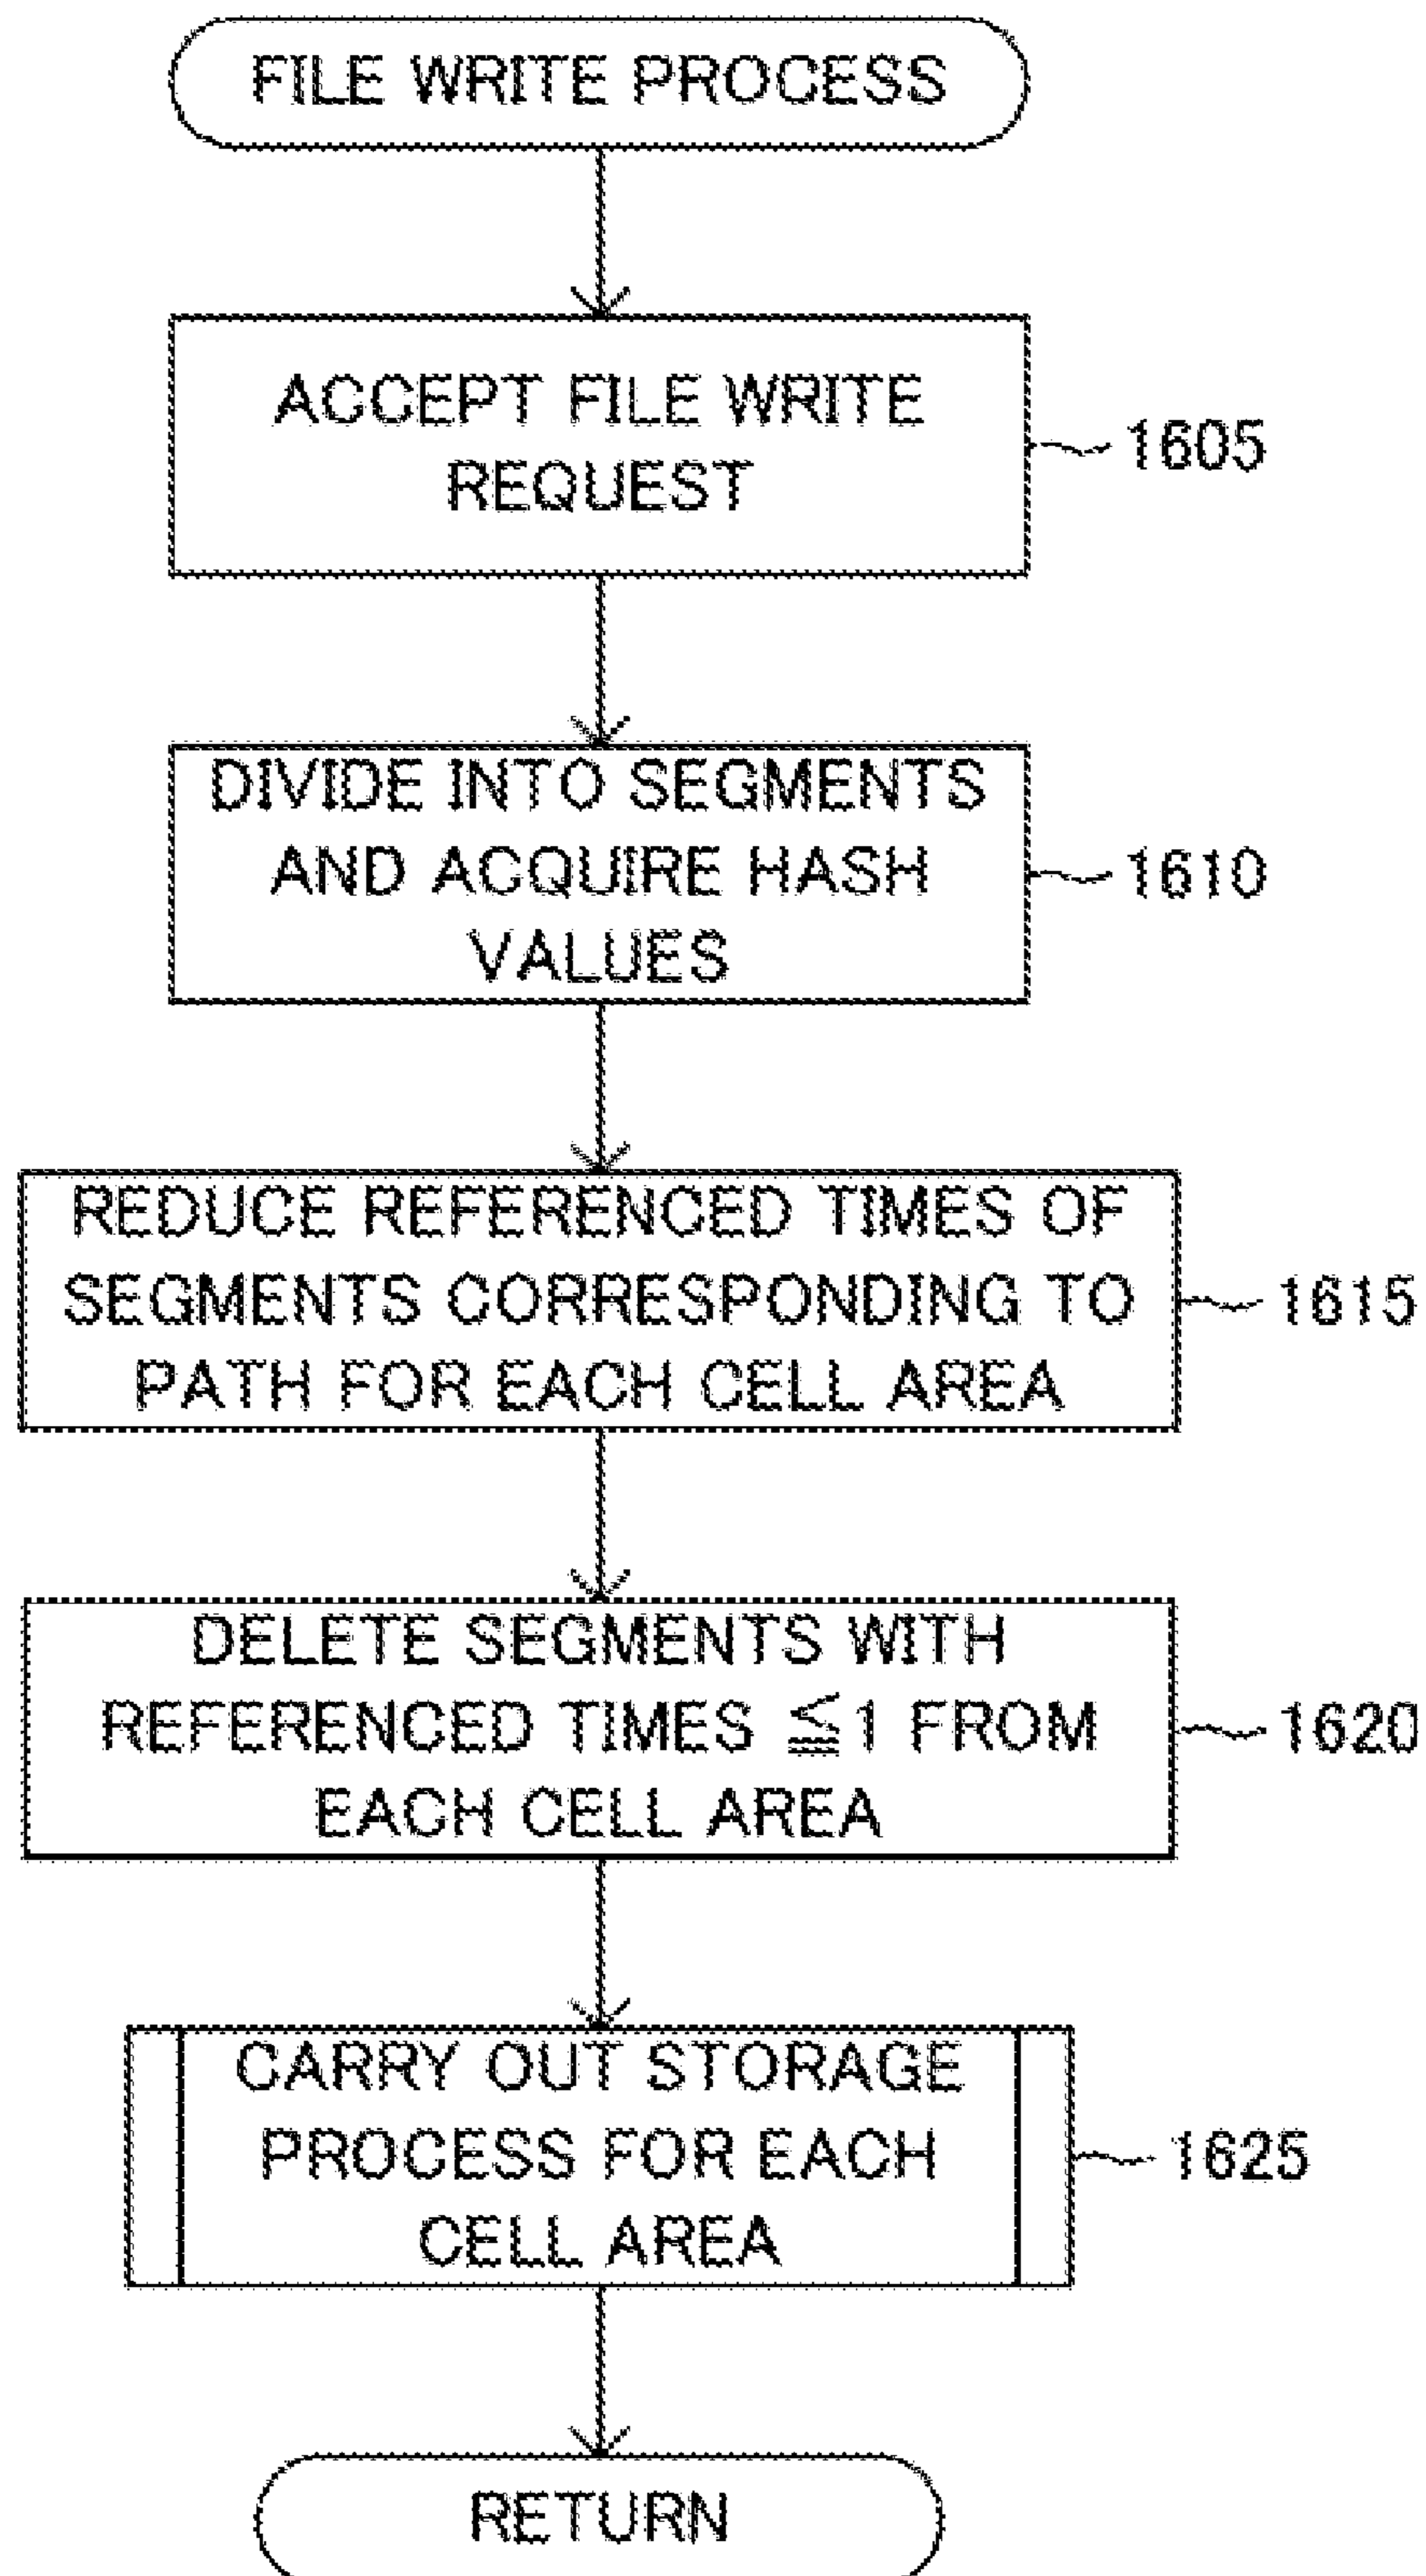 FILE WRITE PROCESS
ACCEPT FILE WRITE
REQUEST
1605
DIVIDE INTO SEGMENTS
AND ACQUIRE HASH
VALUES
1610
REDUCE REFERENCED TIMES OF
SEGMENTS CORRESPONDING TO
PATH FOR EACH CELL AREA
1615
DELETE SEGMENTS WITH
REFERENCED TIMES ≦1 FROM
EACH CELL AREA
1620
CARRY OUT STORAGE
PROCESS FOR EACH
CELL AREA
1625
RETURN